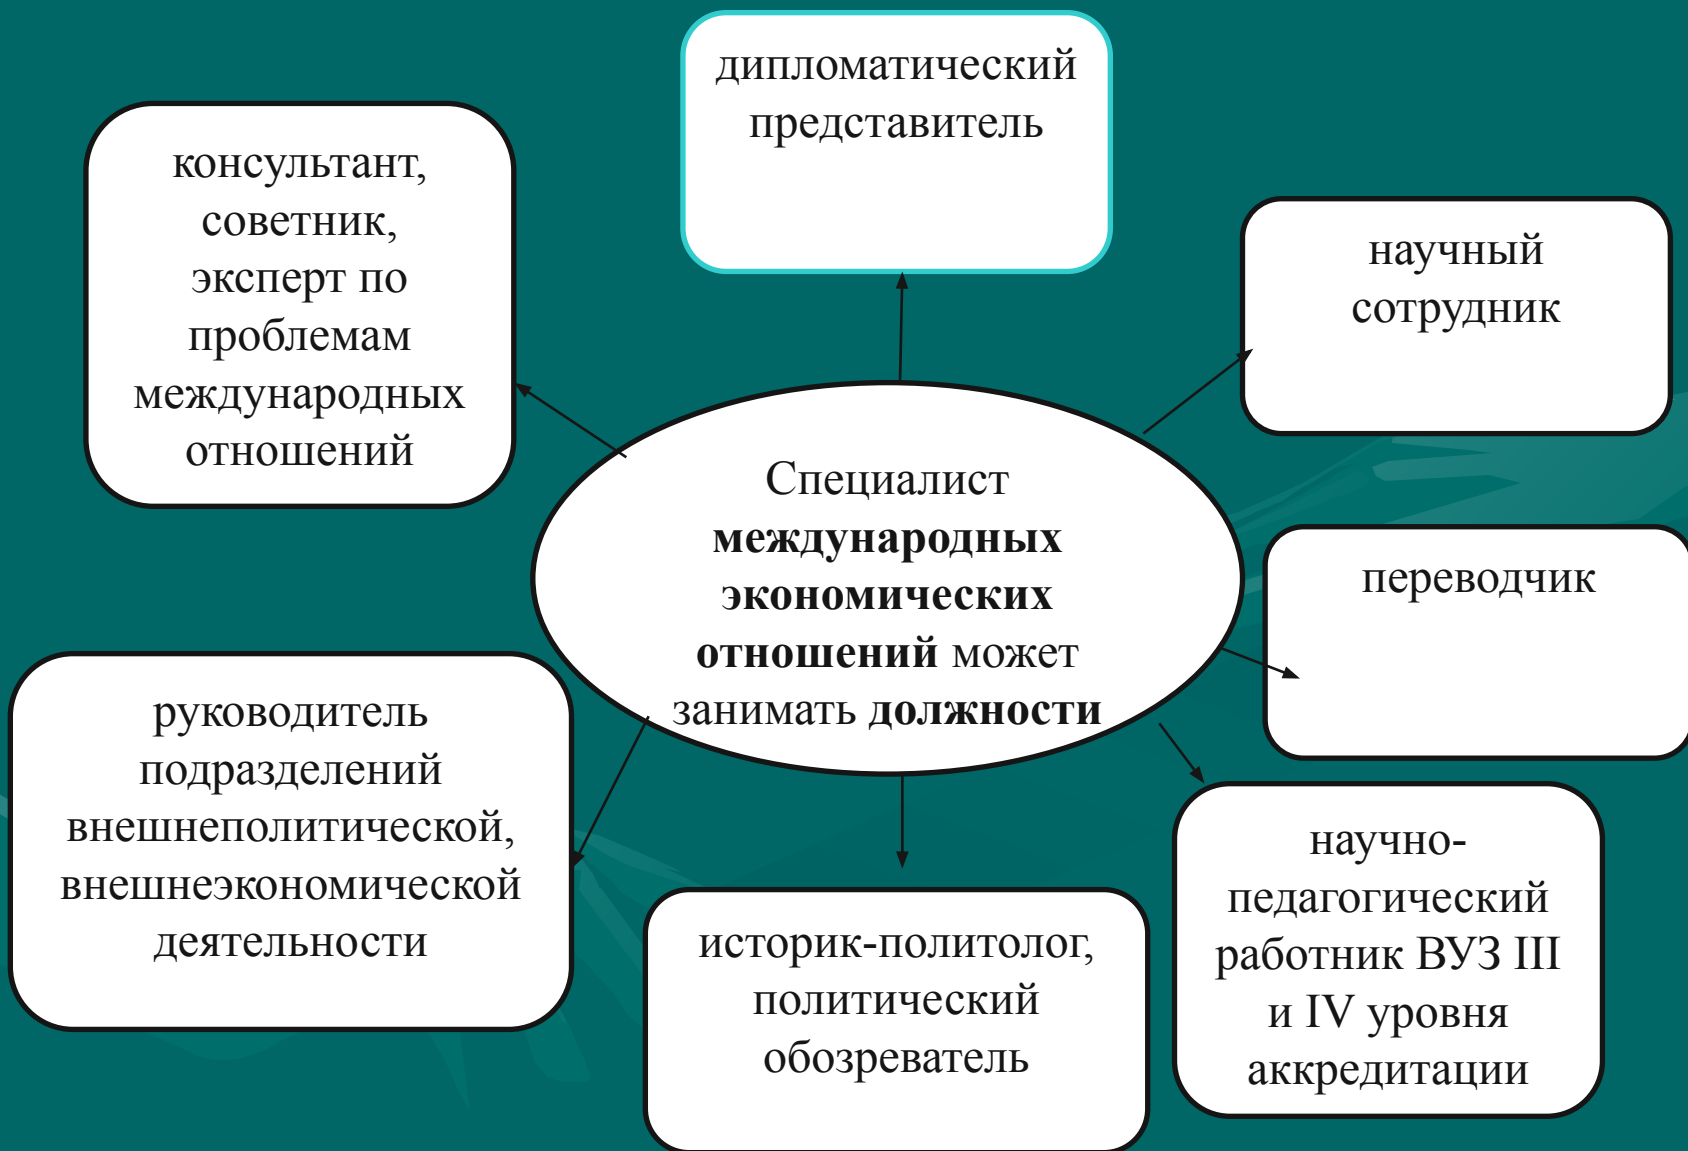 дипломатический
представитель
консультант,
советник,
эксперт по
проблемам
международных
отношений
научный
сотрудник
Специалист
международных
экономических
отношений может
занимать должности
переводчик
руководитель
подразделений
внешнеполитической,
внешнеэкономической
деятельности
историк-политолог,
политический
обозреватель
научно-
педагогический
работник ВУЗ III
и IV уровня
аккредитации